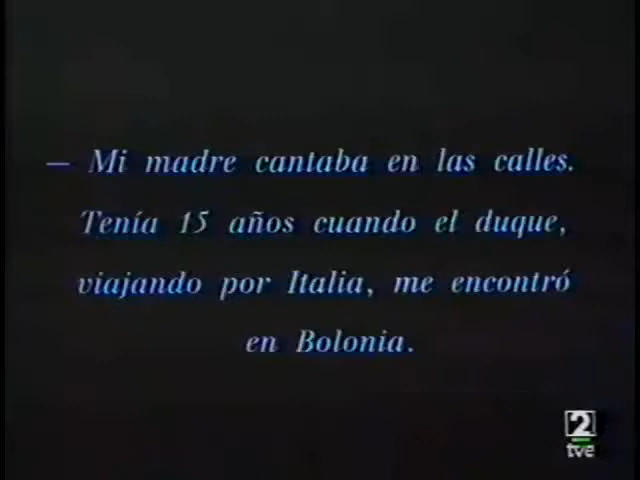 — Mi madre cantaba en las calles.
Tenía 15 años cuando el duque,
viajando por Italia, me encontró
en Bolonia.
2
tve